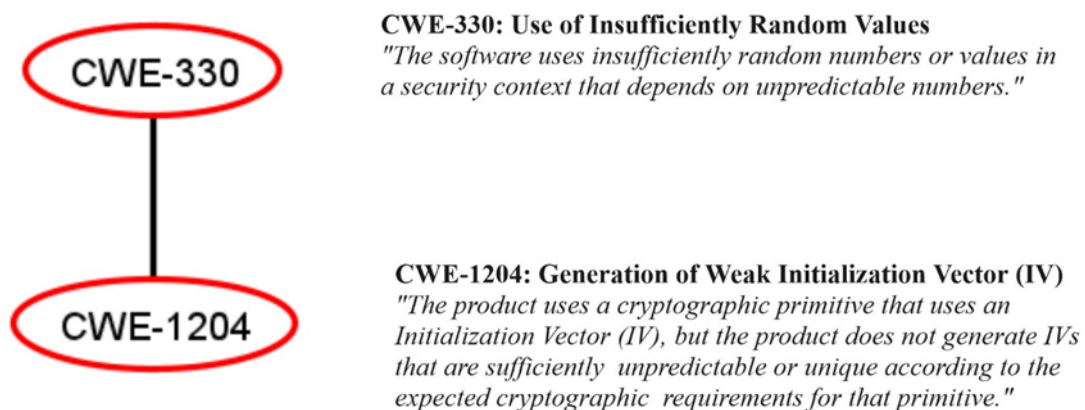 CWE-330
CWE-330: Use of Insufficiently Random Values
"The software uses insufficiently random numbers or values in
a security context that depends on unpredictable numbers."
CWE-1204
CWE-1204: Generation of Weak Initialization Vector (IV)
"The product uses a cryptographic primitive that uses an
Initialization Vector (IV), but the product does not generate IVs
that are sufficiently unpredictable or unique according to the
expected cryptographic requirements for that primitive."